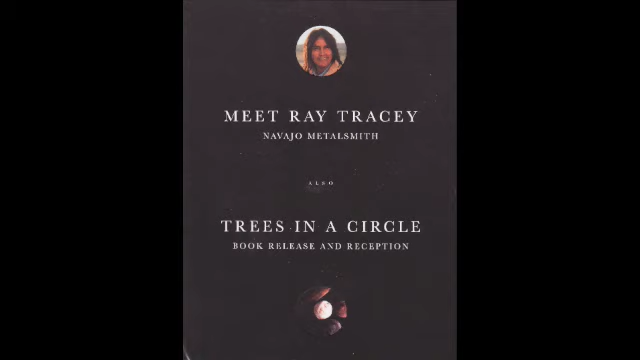 MEET RAY TRACEY
NAVAJO METALSMITH
ALSO
TREES IN A CIRCLE
BOOK RELEASE AND RECEPTION